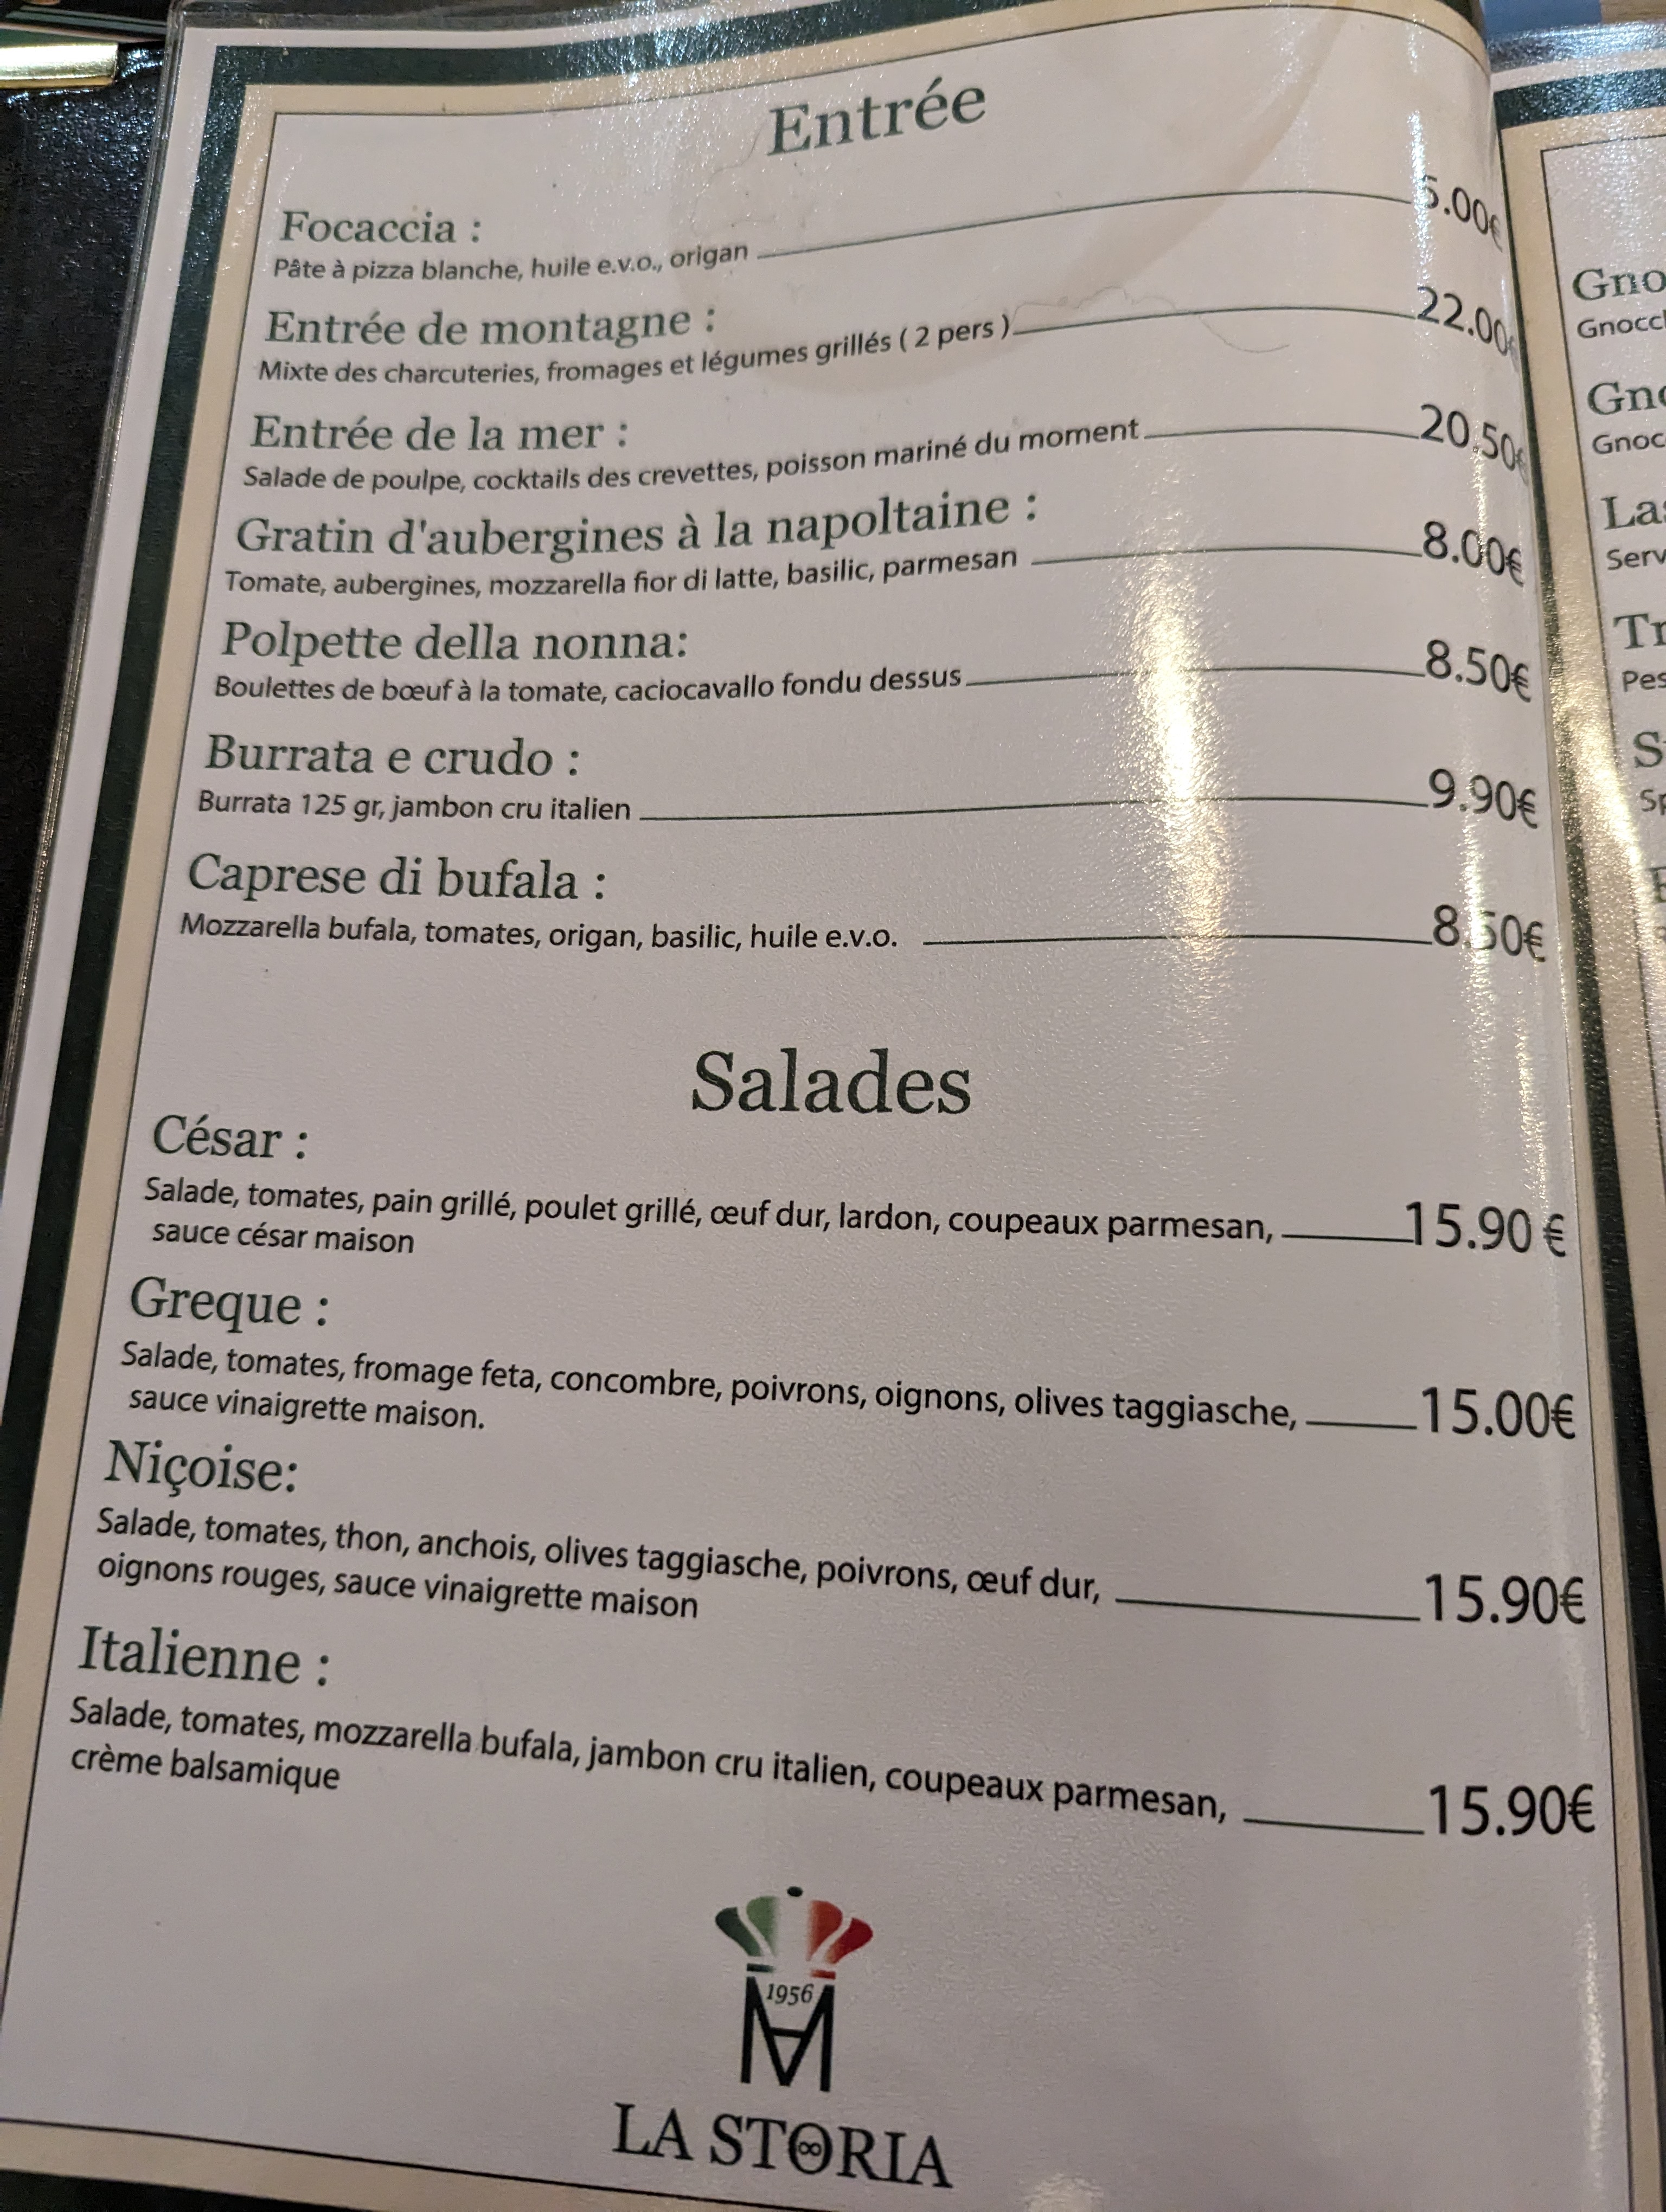 Entrée
Focaccia :
Pâte à pizza blanche, huile e.v.o., origan 5.00€
Entrée de montagne :
Mixte des charcuteries, fromages et légumes grillés ( 2 pers ) 22.00€
Entrée de la mer :
Salade de poulpe, cocktails des crevettes, poisson mariné du moment 20.50€
Gratin d'aubergines à la napoltaine :
Tomate, aubergines, mozzarella fior di latte, basilic, parmesan 8.00€
Polpette della nonna:
Boulettes de bœuf à la tomate, caciocavallo fondu dessus 8.50€
Burrata e crudo :
Burrata 125 gr, jambon cru italien 9.90€
Caprese di bufala :
Mozzarella bufala, tomates, origan, basilic, huile e.v.o. 8.50€
Salades
César :
Salade, tomates, pain grillé, poulet grillé, œuf dur, lardon, coupeaux parmesan, 15.90 €
sauce césar maison
Greque :
Salade, tomates, fromage feta, concombre, poivrons, oignons, olives taggiasche, 15.00€
sauce vinaigrette maison.
Niçoise:
Salade, tomates, thon, anchois, olives taggiasche, poivrons, œuf dur, 15.90€
oignons rouges, sauce vinaigrette maison
Italienne :
Salade, tomates, mozzarella bufala, jambon cru italien, coupeaux parmesan, 15.90€
crème balsamique
1956
LA STORIA